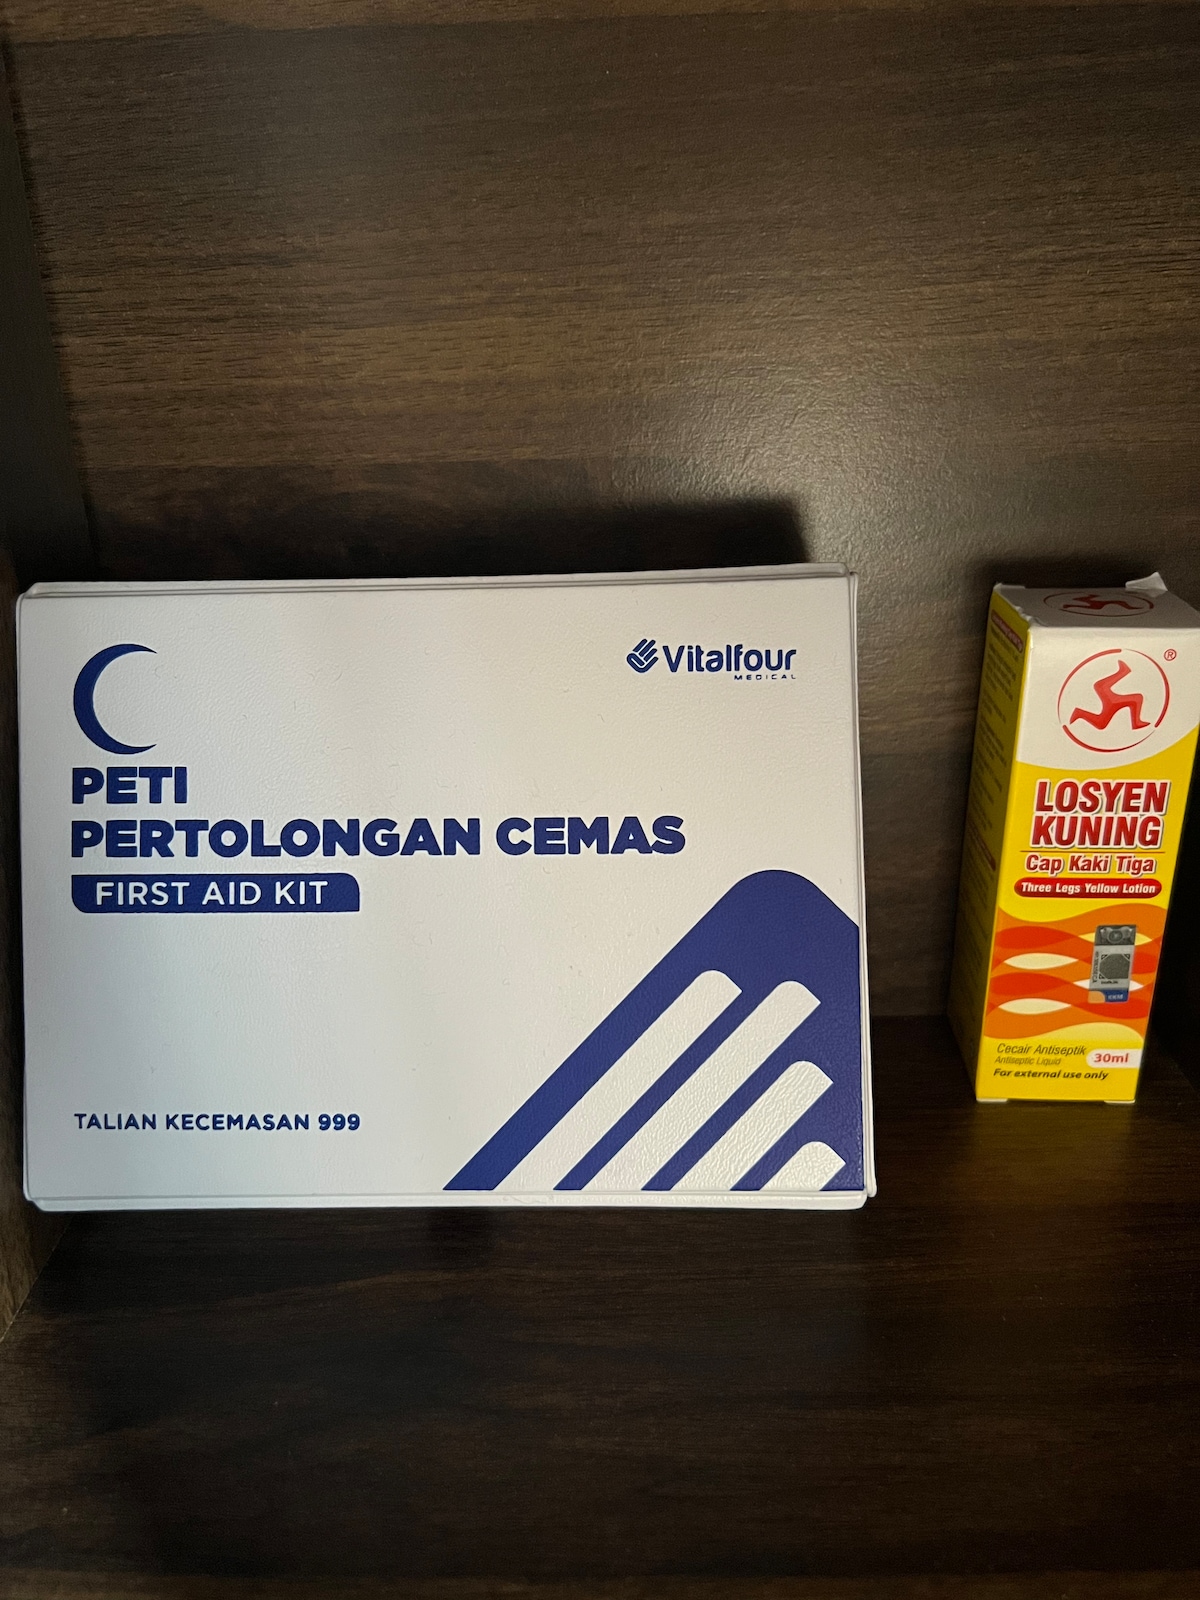 Vitalfour
MEDICAL
PETI
PERTOLONGAN CEMAS
FIRST AID KIT
TALIAN KECEMASAN 999
®
LOSYEN
KUNING
Cap Kaki Tiga
Three Legs Yellow Lotion
Cecair Antiseptik
Antiseptic Liquid
30ml
For external use only